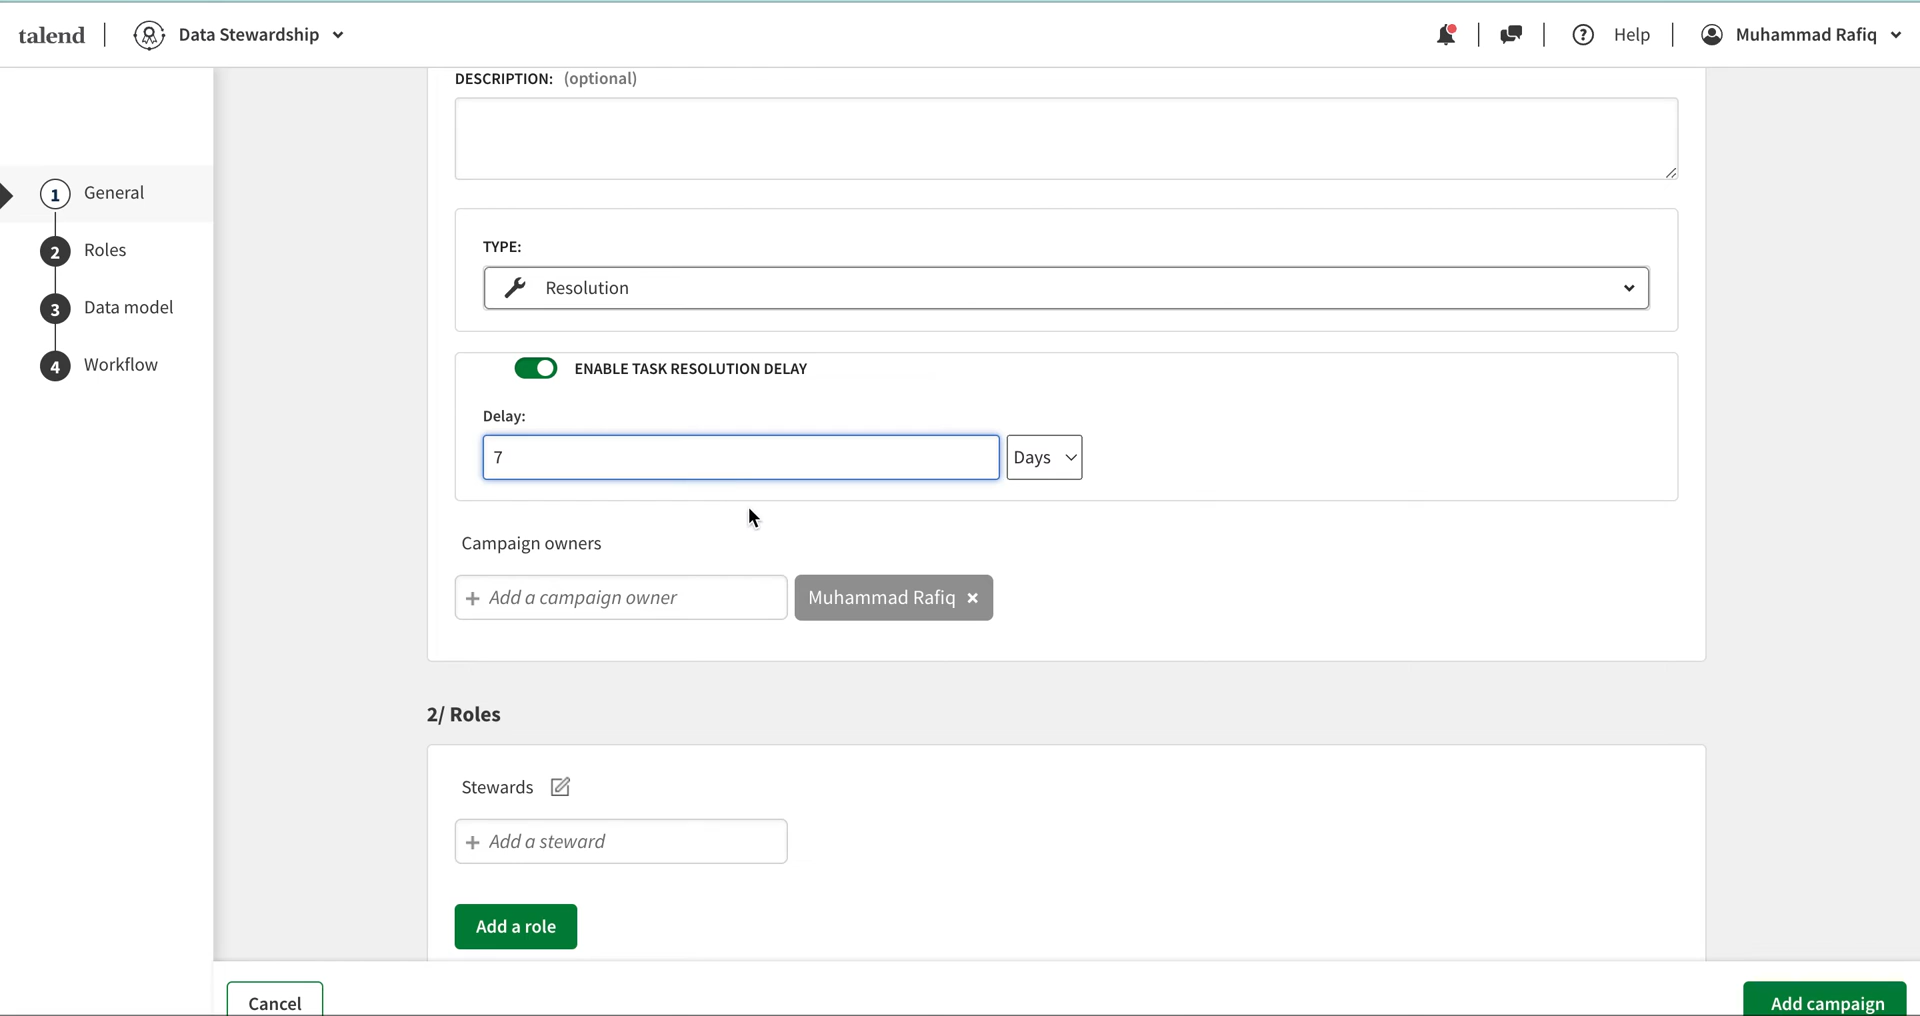 talend
Data Stewardship
Help
Muhammad Rafiq
DESCRIPTION: (optional)
1 General
2 Roles
3 Data model
4 Workflow
TYPE:
Resolution
ENABLE TASK RESOLUTION DELAY
Delay:
7
Days
Campaign owners
+ Add a campaign owner
Muhammad Rafiq ×
2/ Roles
Stewards
+ Add a steward
Add a role
Cancel
Add campaign